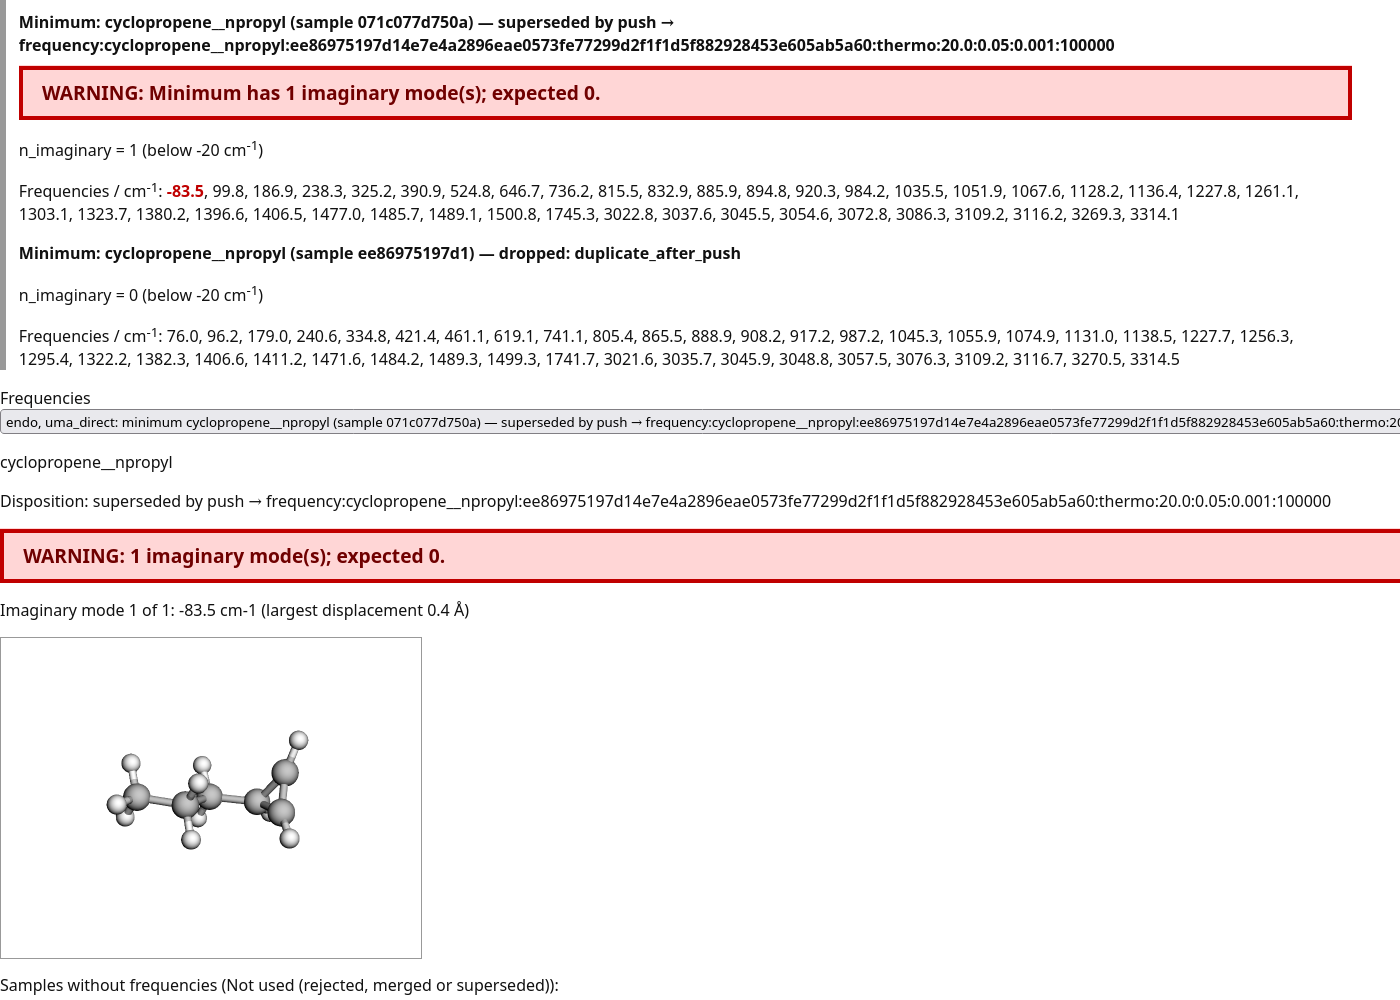 Minimum: cyclopropene__npropyl (sample 071c077d750a) — superseded by push →
frequency:cyclopropene__npropyl:ee86975197d14e7e4a2896eae0573fe77299d2f1f1d5f882928453e605ab5a60:thermo:20.0:0.05:0.001:100000
WARNING: Minimum has 1 imaginary mode(s); expected 0.
n_imaginary = 1 (below -20 cm-1)
Frequencies / cm-1: -83.5, 99.8, 186.9, 238.3, 325.2, 390.9, 524.8, 646.7, 736.2, 815.5, 832.9, 885.9, 894.8, 920.3, 984.2, 1035.5, 1051.9, 1067.6, 1128.2, 1136.4, 1227.8, 1261.1,
1303.1, 1323.7, 1380.2, 1396.6, 1406.5, 1477.0, 1485.7, 1489.1, 1500.8, 1745.3, 3022.8, 3037.6, 3045.5, 3054.6, 3072.8, 3086.3, 3109.2, 3116.2, 3269.3, 3314.1
Minimum: cyclopropene__npropyl (sample ee86975197d1) — dropped: duplicate_after_push
n_imaginary = 0 (below -20 cm-1)
Frequencies / cm-1: 76.0, 96.2, 179.0, 240.6, 334.8, 421.4, 461.1, 619.1, 741.1, 805.4, 865.5, 888.9, 908.2, 917.2, 987.2, 1045.3, 1055.9, 1074.9, 1131.0, 1138.5, 1227.7, 1256.3,
1295.4, 1322.2, 1382.3, 1406.6, 1411.2, 1471.6, 1484.2, 1489.3, 1499.3, 1741.7, 3021.6, 3035.7, 3045.9, 3048.8, 3057.5, 3076.3, 3109.2, 3116.7, 3270.5, 3314.5
Frequencies
endo, uma_direct: minimum cyclopropene__npropyl (sample 071c077d750a) — superseded by push → frequency:cyclopropene__npropyl:ee86975197d14e7e4a2896eae0573fe77299d2f1f1d5f882928453e605ab5a60:thermo:20
cyclopropene__npropyl
Disposition: superseded by push → frequency:cyclopropene__npropyl:ee86975197d14e7e4a2896eae0573fe77299d2f1f1d5f882928453e605ab5a60:thermo:20.0:0.05:0.001:100000
WARNING: 1 imaginary mode(s); expected 0.
Imaginary mode 1 of 1: -83.5 cm-1 (largest displacement 0.4 Å)
Samples without frequencies (Not used (rejected, merged or superseded)):